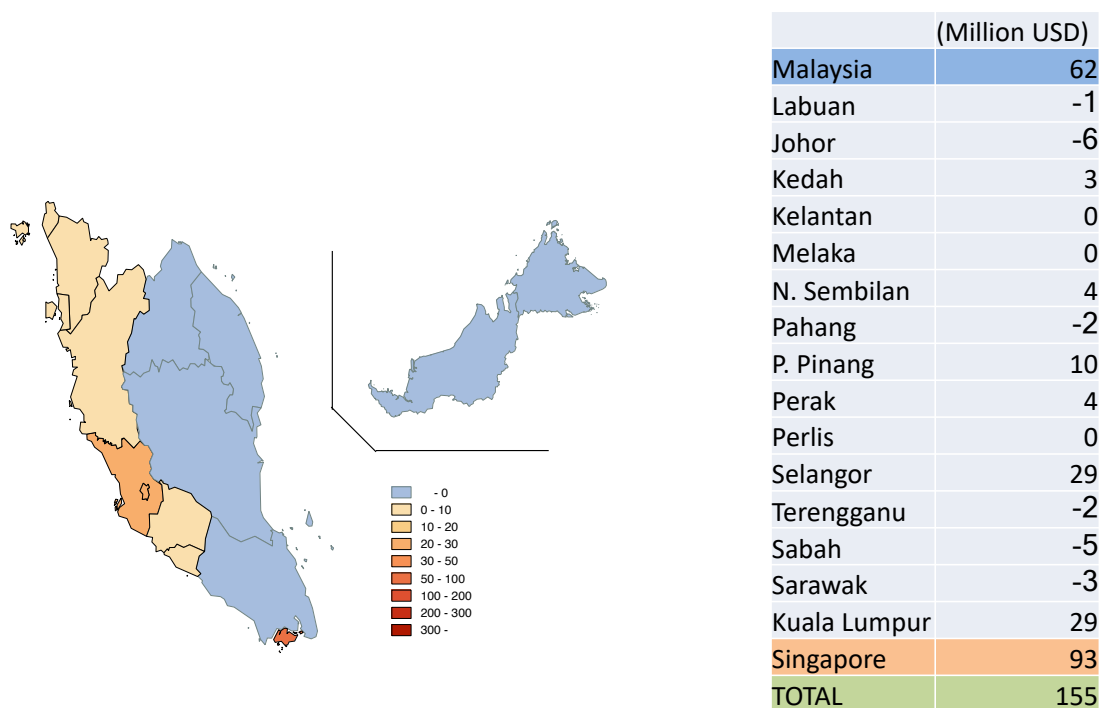 - 0
0 - 10
10 - 20
20 - 30
30 - 50
50 - 100
100 - 200
200 - 300
300 -
(Million USD)
Malaysia 62
Labuan -1
Johor -6
Kedah 3
Kelantan 0
Melaka 0
N. Sembilan 4
Pahang -2
P. Pinang 10
Perak 4
Perlis 0
Selangor 29
Terengganu -2
Sabah -5
Sarawak -3
Kuala Lumpur 29
Singapore 93
TOTAL 155